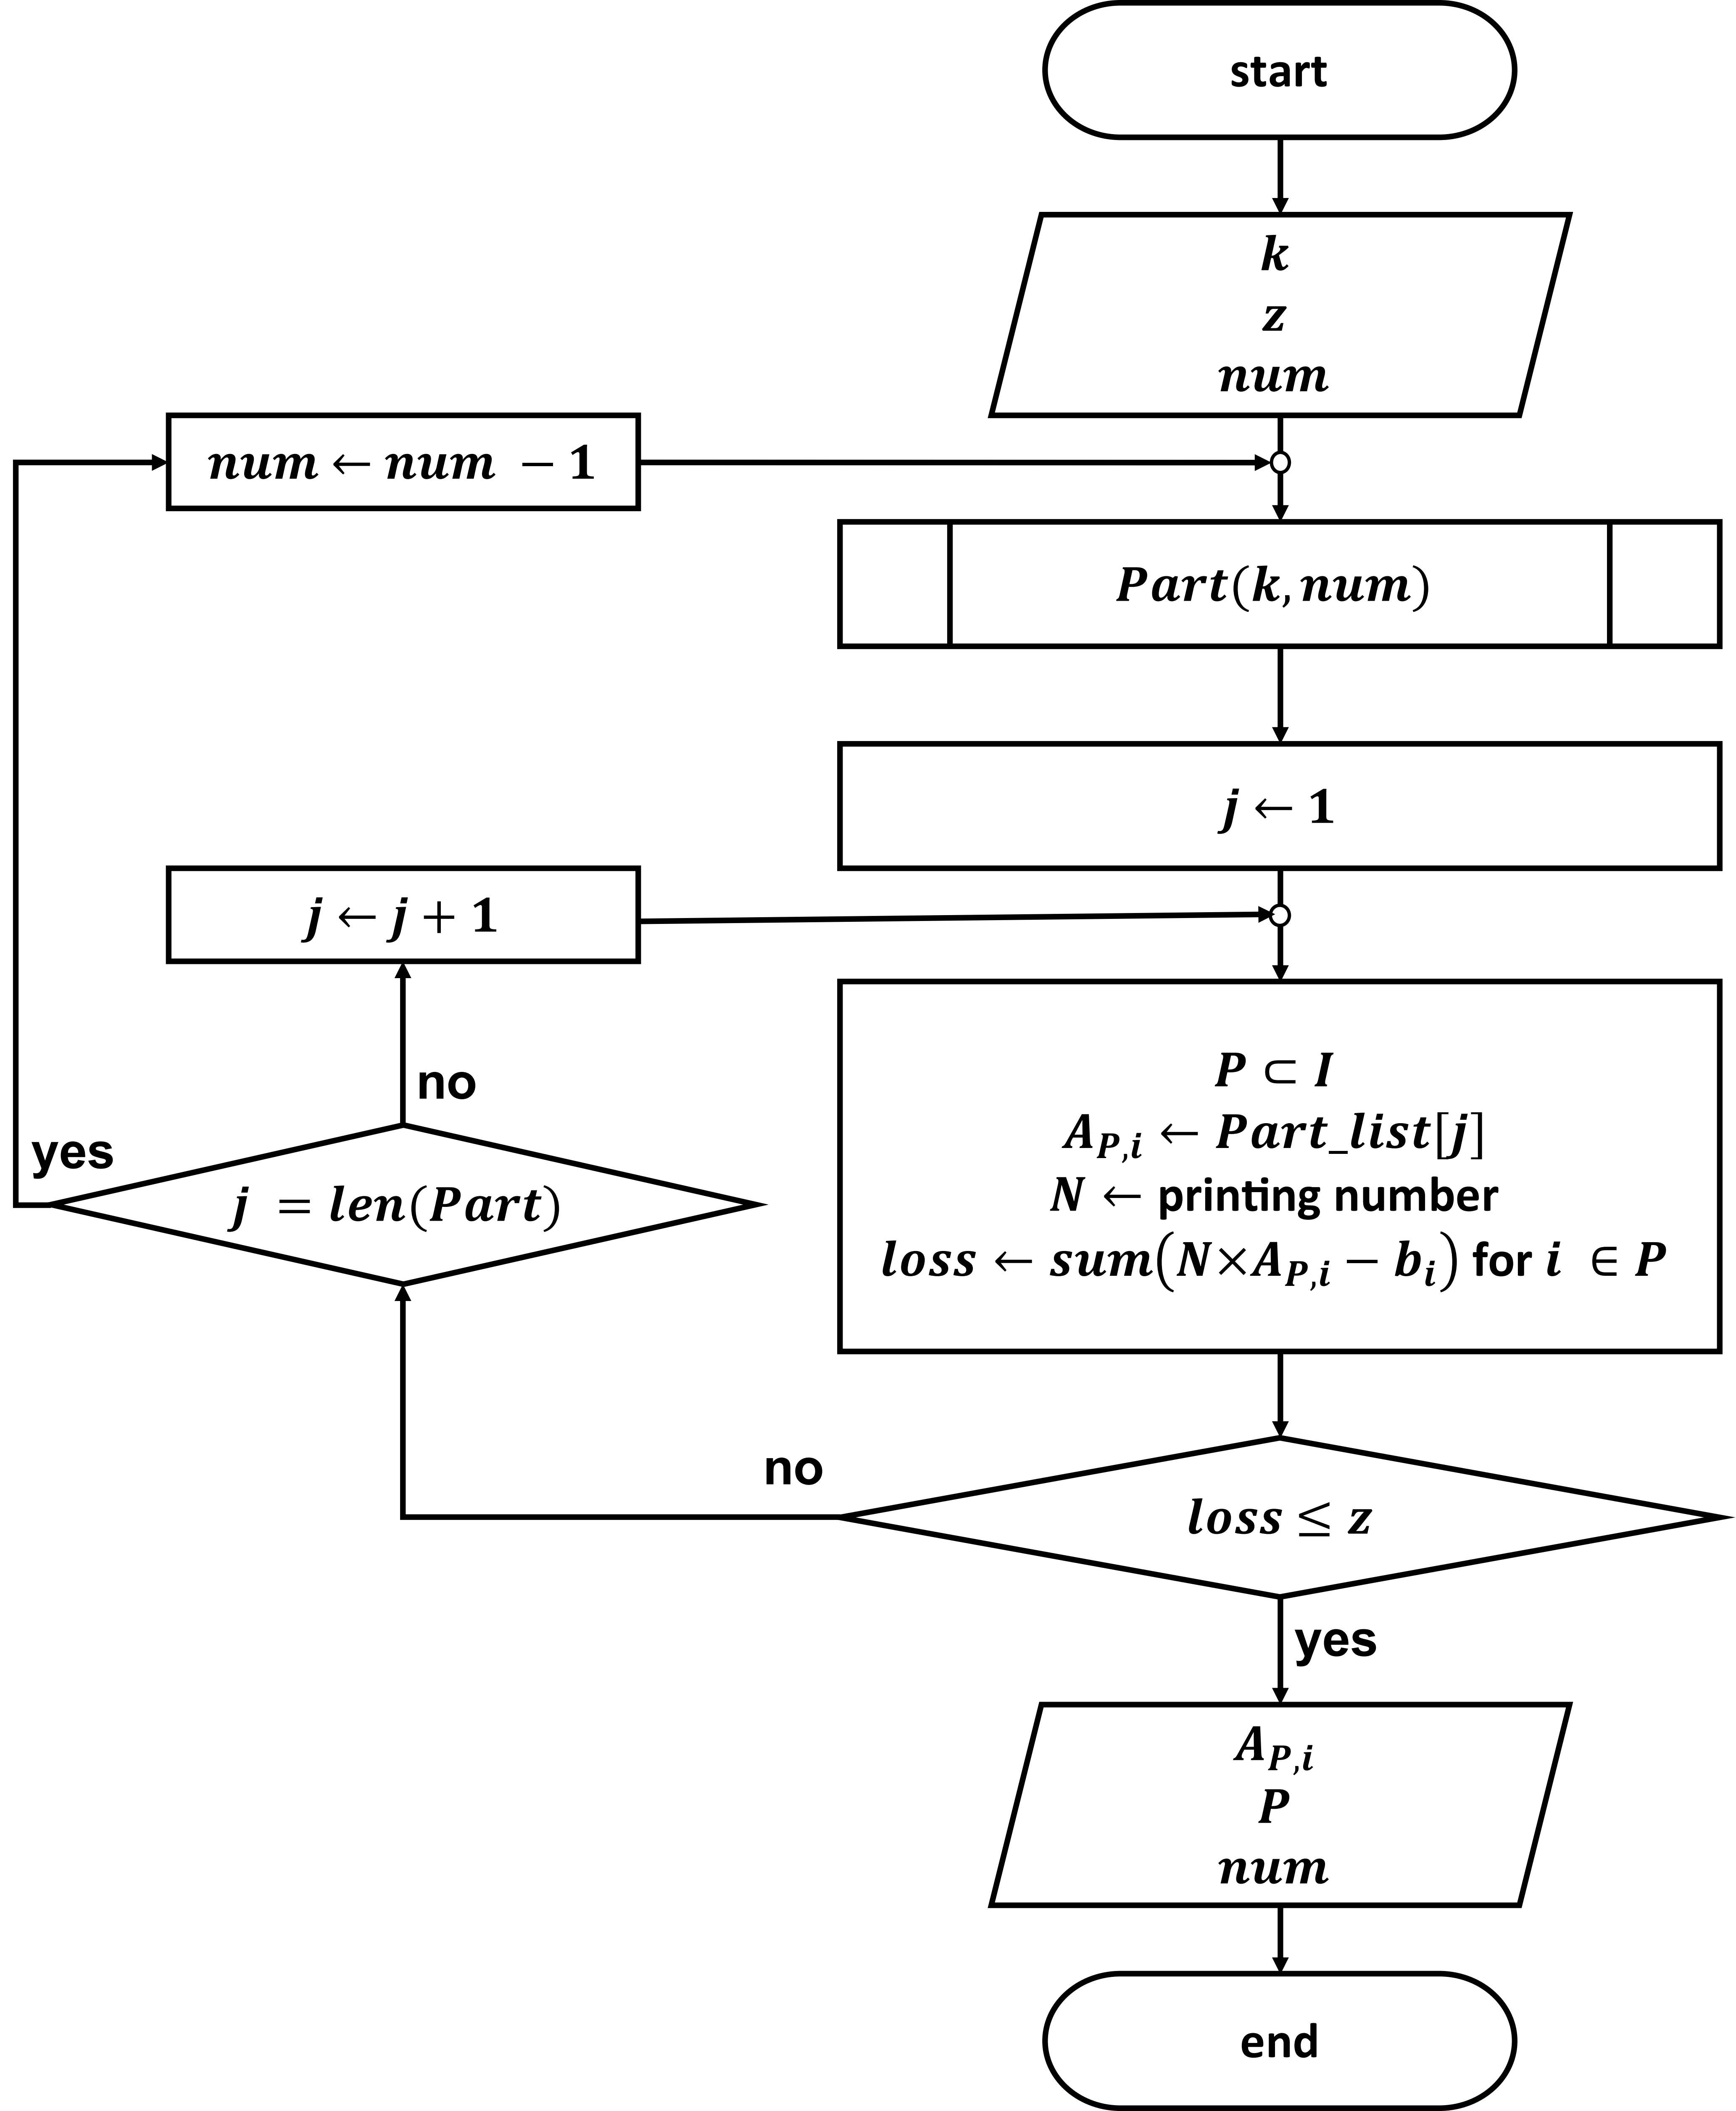 start
k
z
num
num ← num − 1
Part(k, num)
j ← 1
j ← j + 1
P ⊂ I
A_{P,i} ← Part_list[j]
N ← printing number
loss ← sum(N×A_{P,i} − b_i) for i ∈ P
no
yes
j = len(Part)
no
loss ≤ z
yes
A_{P,i}
P
num
end